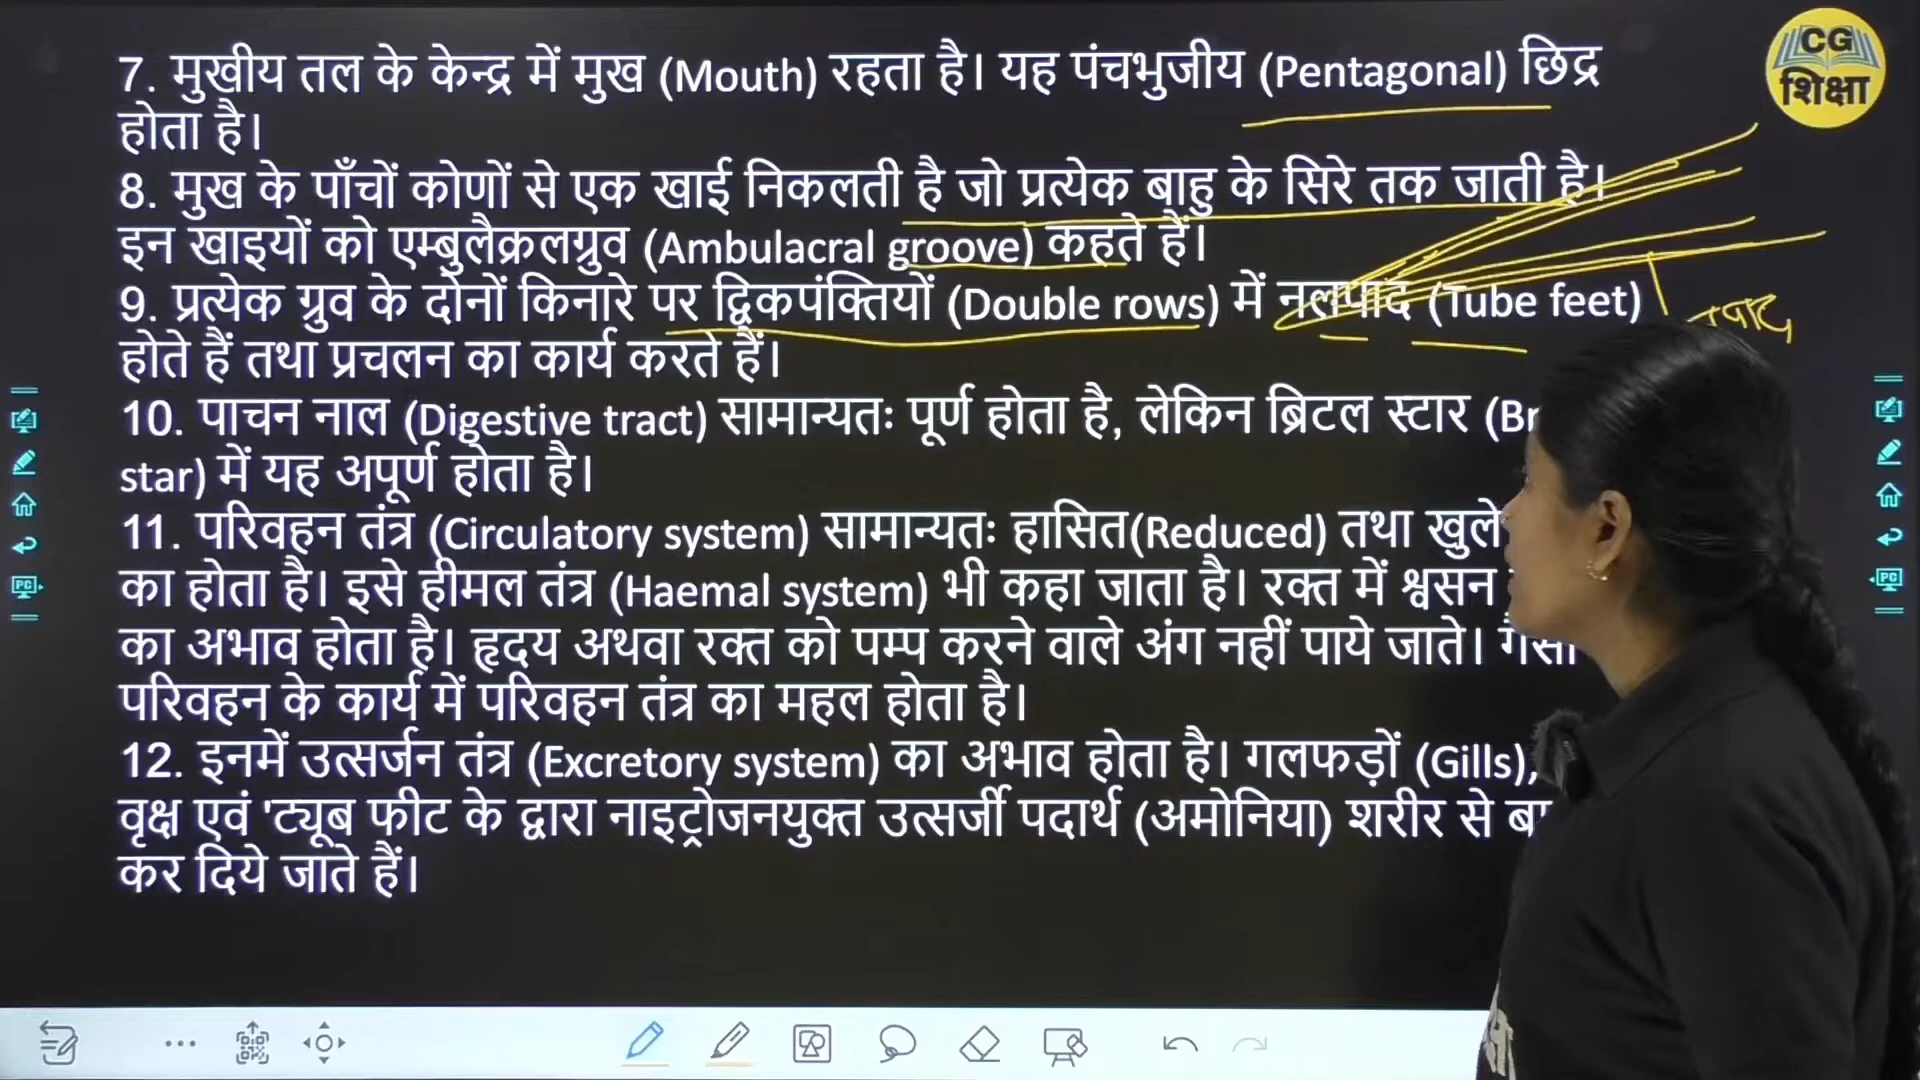 CG
शिक्षा
7. मुखीय तल के केन्द्र में मुख (Mouth) रहता है। यह पंचभुजीय (Pentagonal) छिद्र
होता है।
8. मुख के पाँचों कोणों से एक खाई निकलती है जो प्रत्येक बाहु के सिरे तक जाती है।
इन खाइयों को एम्बुलैक्रलग्रुव (Ambulacral groove) कहते हैं।
9. प्रत्येक ग्रुव के दोनों किनारे पर द्विकपंक्तियों (Double rows) में नलपाद (Tube feet)
होते हैं तथा प्रचलन का कार्य करते हैं।
10. पाचन नाल (Digestive tract) सामान्यतः पूर्ण होता है, लेकिन ब्रिटल स्टार
star) में यह अपूर्ण होता है।
11. परिवहन तंत्र (Circulatory system) सामान्यतः हासित(Reduced) तथा खुले
का होता है। इसे हीमल तंत्र (Haemal system) भी कहा जाता है। रक्त में श्वसन
का अभाव होता है। हृदय अथवा रक्त को पम्प करने वाले अंग नहीं पाये जाते।
परिवहन के कार्य में परिवहन तंत्र का महल होता है।
12. इनमें उत्सर्जन तंत्र (Excretory system) का अभाव होता है। गलफड़ों (Gills),
वृक्ष एवं 'ट्यूब फीट के द्वारा नाइट्रोजनयुक्त उत्सर्जी पदार्थ (अमोनिया) शरीर से
कर दिये जाते हैं।
PC
PC